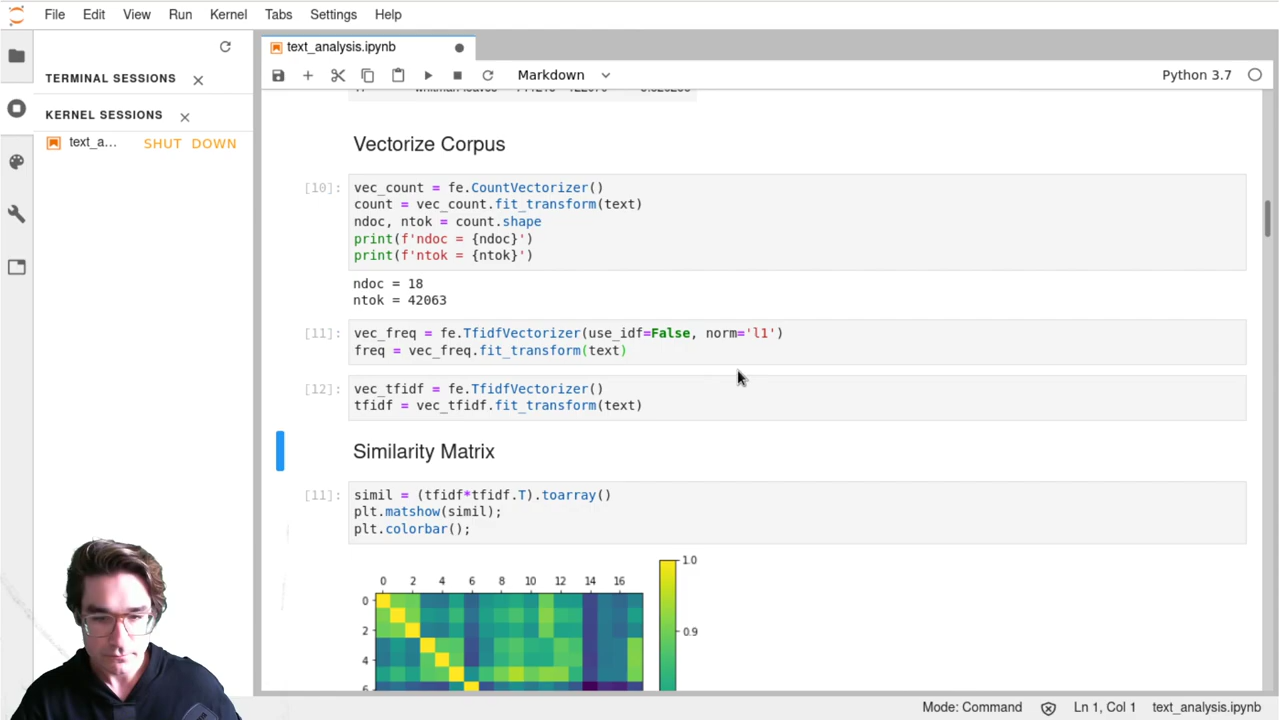 File Edit View Run Kernel Tabs Settings Help
text_analysis.ipynb
Markdown
Python 3.7
TERMINAL SESSIONS
KERNEL SESSIONS
text_a... SHUT DOWN
Vectorize Corpus
[10]: vec_count = fe.CountVectorizer()
count = vec_count.fit_transform(text)
ndoc, ntok = count.shape
print(f'ndoc = {ndoc}')
print(f'ntok = {ntok}')
ndoc = 18
ntok = 42063
[11]: vec_freq = fe.TfidfVectorizer(use_idf=False, norm='l1')
freq = vec_freq.fit_transform(text)
[12]: vec_tfidf = fe.TfidfVectorizer()
tfidf = vec_tfidf.fit_transform(text)
Similarity Matrix
[11]: simil = (tfidf*tfidf.T).toarray()
plt.matshow(simil);
plt.colorbar();
0 2 4 6 8 10 12 14 16
0
2
4
6
1.0
0.9
Mode: Command Ln 1, Col 1 text_analysis.ipynb